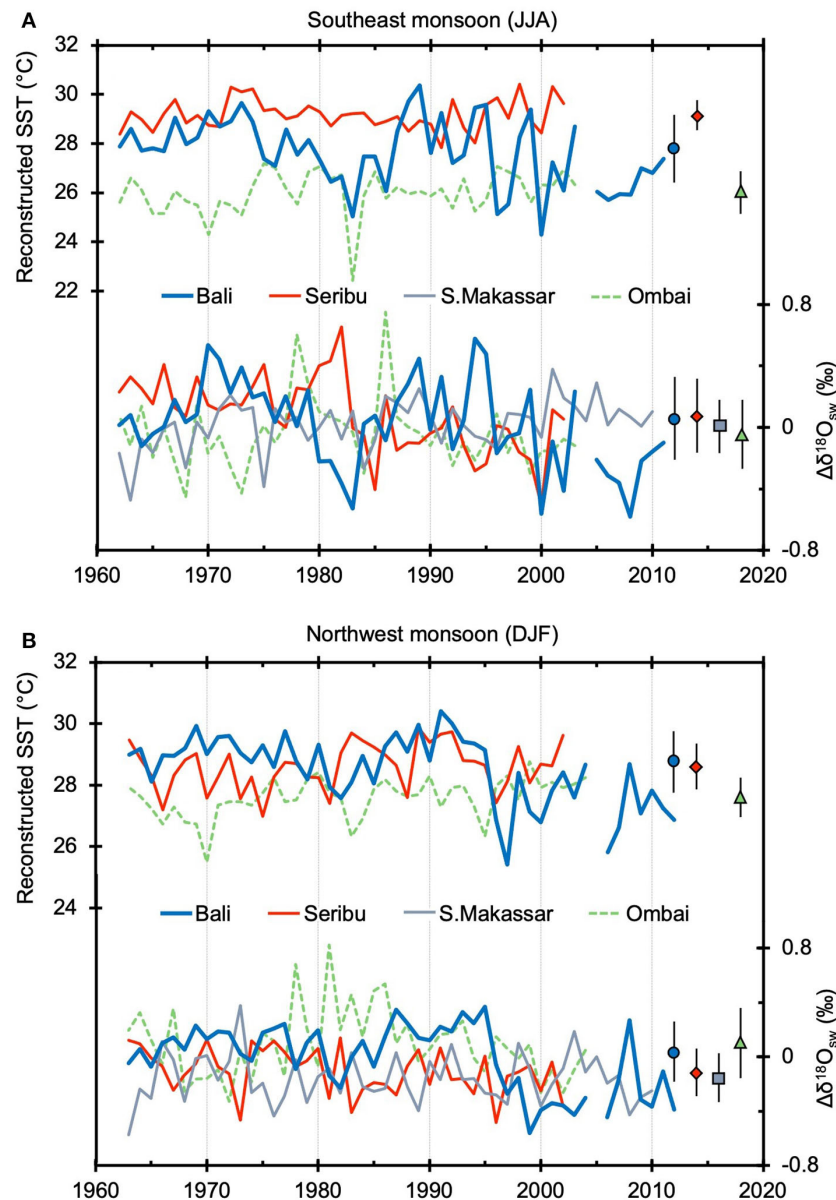 A
Southeast monsoon (JJA)
32
30
28
26
24
22
Reconstructed SST (°C)
Bali Seribu S.Makassar Ombai
0.8
0
-0.8
Δδ18Osw (‰)
1960 1970 1980 1990 2000 2010 2020
B
Northwest monsoon (DJF)
32
30
28
26
24
Reconstructed SST (°C)
Bali Seribu S.Makassar Ombai
0.8
0
-0.8
Δδ18Osw (‰)
1960 1970 1980 1990 2000 2010 2020